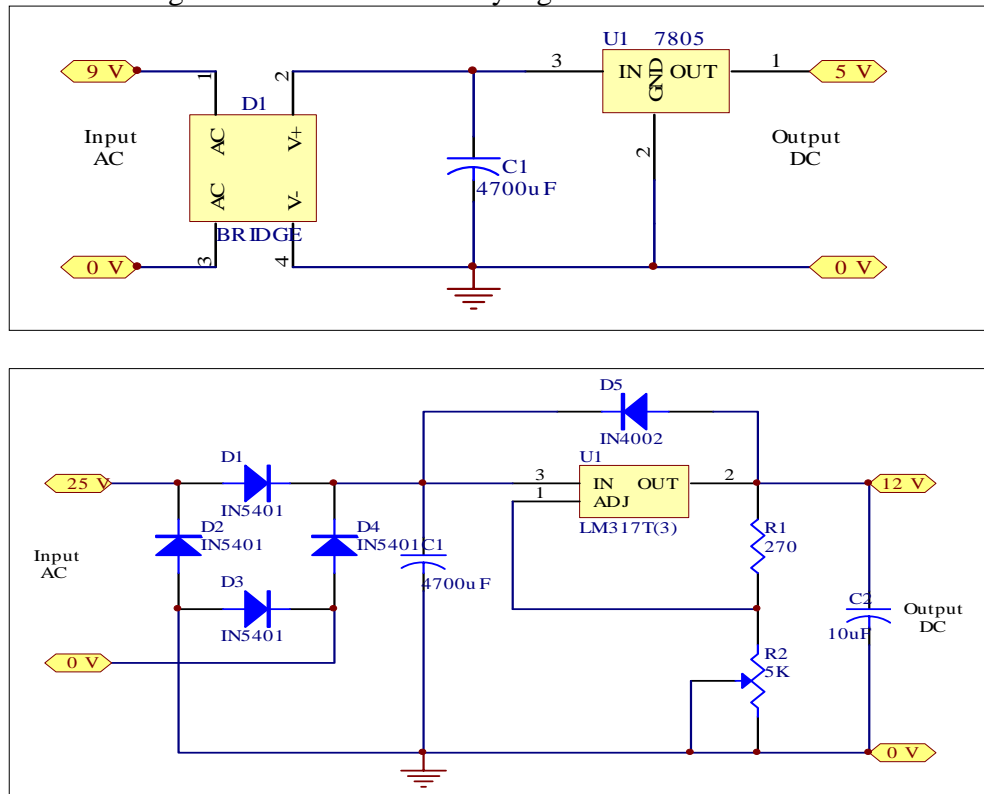 U1 7805
9 V
1
2
3
IN
GND
OUT
1
5 V
D1
Input
AC
AC
V+
2
Output
DC
C1
4700uF
AC
V-
BRIDGE
0 V
3
4
0 V
D5
IN4002
D1
U1
25 V
3
IN OUT
2
12 V
1
ADJ
IN5401
LM317T(3)
D2
IN5401
D4
IN5401
C1
4700uF
R1
270
Input
AC
D3
IN5401
C2
10uF
Output
DC
0 V
R2
5K
0 V